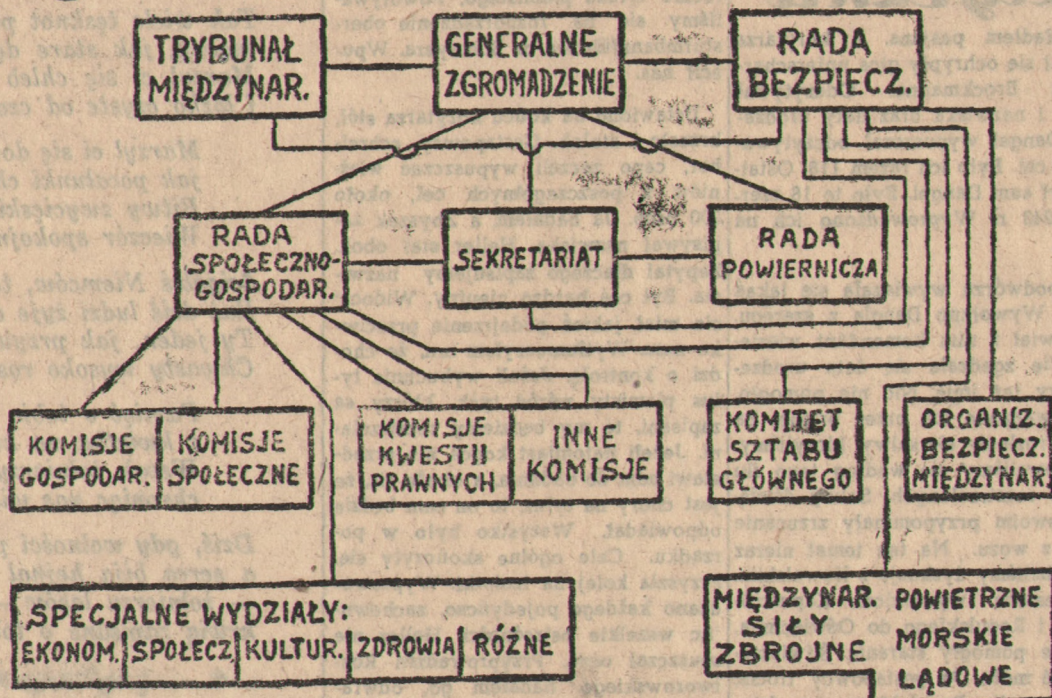 TRYBUNAŁ
MIĘDZYNAR.
GENERALNE
ZGROMADZENIE
RADA
BEZPIECZ.
RADA
SPOŁECZNO-
GOSPODAR.
SEKRETARIAT
RADA
POWIERNICZA
KOMISJE
GOSPODAR.
KOMISJE
SPOŁECZNE
KOMISJE
KWESTII
PRAWNYCH
INNE
KOMISJE
KOMITET
SZTABU
GŁÓWNEGO
ORGANIZ.
BEZPIECZ.
MIĘDZYNAR.
SPECJALNE WYDZIAŁY:
EKONOM. SPOŁECZ. KULTUR. ZDROWIA RÓŻNE
MIĘDZYNAR.
SIŁY
ZBROJNE
POWIETRZNE
MORSKIE
LĄDOWE